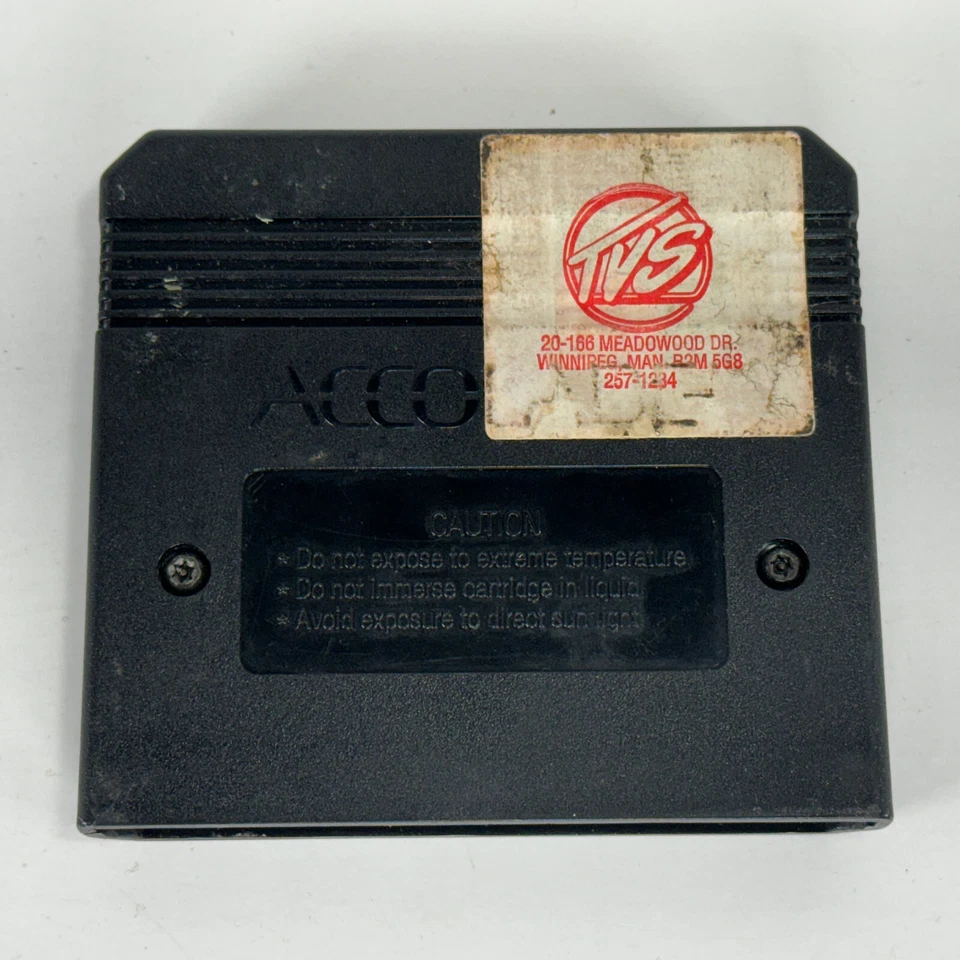 TVS
20-166 MEADOWOOD DR.
WINNIPEG, MAN. R2M 5G8
257-1234
ACCO
CAUTION
* Do not expose to extreme temperature
* Do not immerse cartridge in liquid
* Avoid exposure to direct sunlight